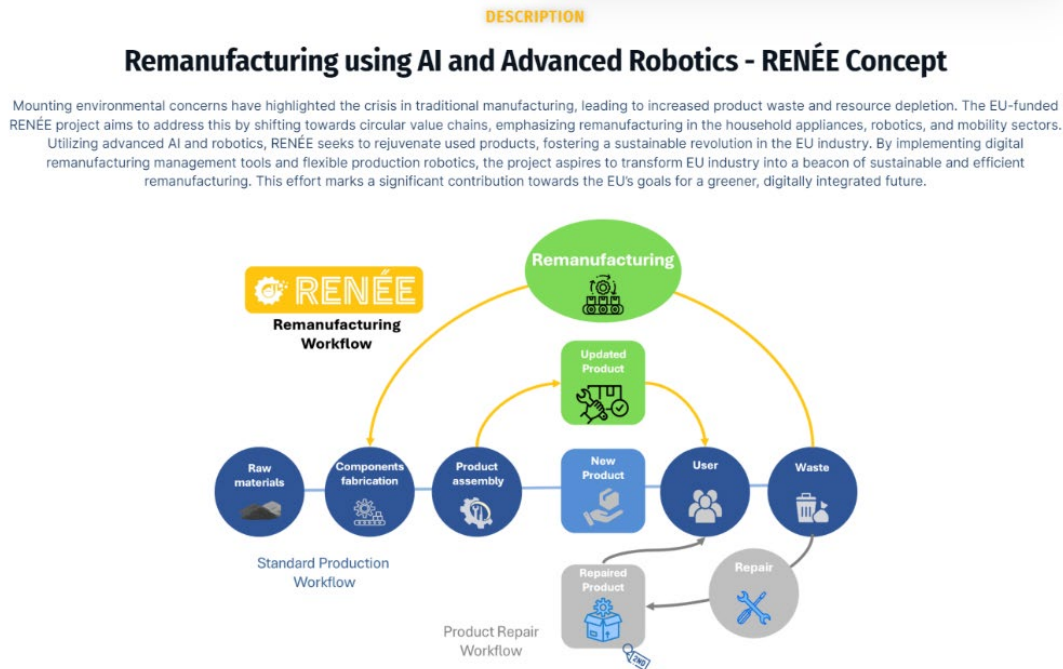 DESCRIPTION
Remanufacturing using AI and Advanced Robotics - RENÉE Concept
Mounting environmental concerns have highlighted the crisis in traditional manufacturing, leading to increased product waste and resource depletion. The EU-funded
RENÉE project aims to address this by shifting towards circular value chains, emphasizing remanufacturing in the household appliances, robotics, and mobility sectors.
Utilizing advanced AI and robotics, RENÉE seeks to rejuvenate used products, fostering a sustainable revolution in the EU industry. By implementing digital
remanufacturing management tools and flexible production robotics, the project aspires to transform EU industry into a beacon of sustainable and efficient
remanufacturing. This effort marks a significant contribution towards the EU's goals for a greener, digitally integrated future.
Remanufacturing
RENÉE
Remanufacturing
Workflow
Updated
Product
Raw
materials
Components
fabrication
Product
assembly
New
Product
User
Waste
Standard Production
Workflow
Repaired
Product
Repair
Product Repair
Workflow
2ND